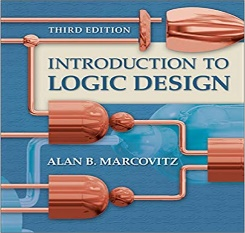 THIRD EDITION
INTRODUCTION TO
LOGIC DESIGN
ALAN B. MARCOVITZ